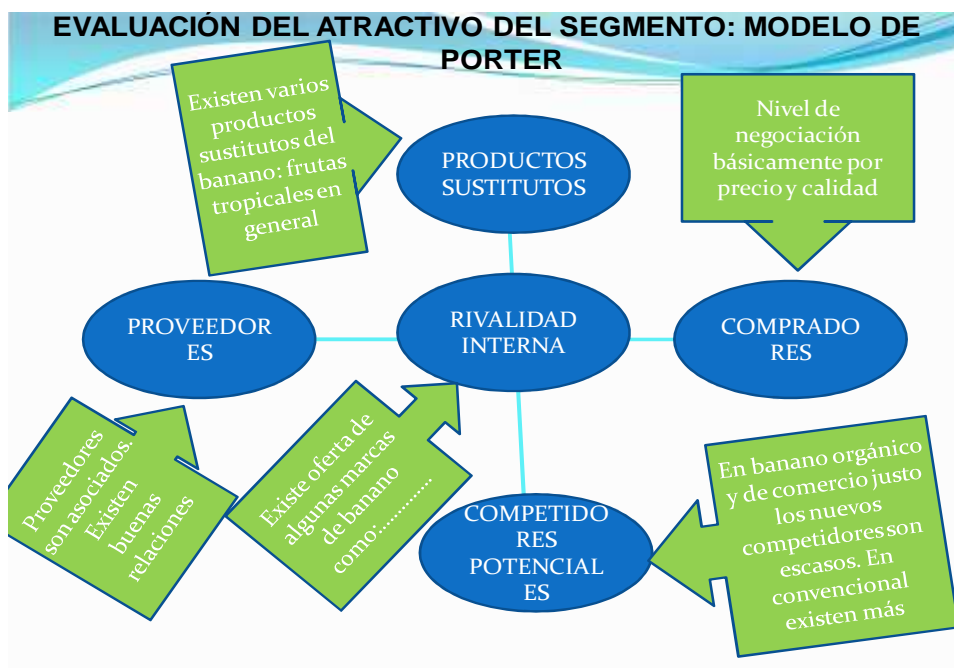 EVALUACIÓN DEL ATRACTIVO DEL SEGMENTO: MODELO DE
PORTER
Existen varios
productos
sustitutos del
banano: frutas
tropicales en
general
PRODUCTOS
SUSTITUTOS
Nivel de
negociación
básicamente por
precio y calidad
PROVEEDOR
ES
RIVALIDAD
INTERNA
COMPRADO
RES
Proveedores
son asociados.
Existen
buenas
relaciones
Existe oferta de
algunas marcas
de banano
como:..............
COMPETIDO
RES
POTENCIAL
ES
En banano orgánico
y de comercio justo
los nuevos
competidores son
escasos. En
convencional
existen más